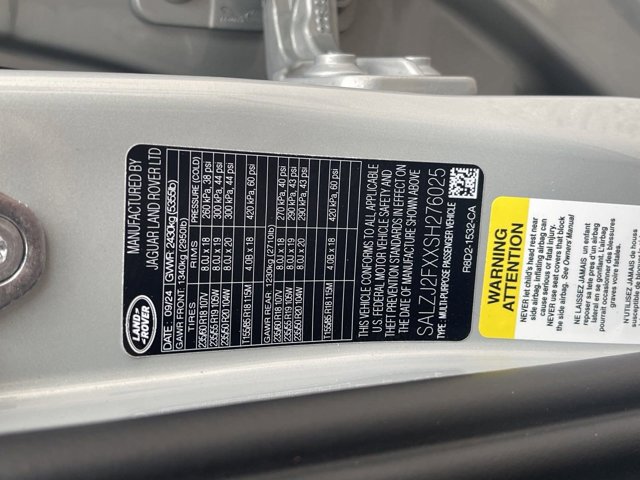 MANUFACTURED BY
JAGUAR LAND ROVER LTD
DATE : 09/24 GVWR :2430kg (5355lb)
GAWR FRONT: 1340kg (2950lb)
TIRES RIMS PRESSURE (COLD)
235/60 R18 107V 8.0J x 18 260 kPa, 38 psi
235/55 R19 105W 8.0J x 19 300 kPa, 44 psi
235/50 R20 104W 8.0J x 20 300 kPa, 44 psi
T155/85 R18 115M 4.0B x 18 420 kPa, 60 psi
GAWR REAR : 1230kg (2710lb)
235/60 R18 8.0J x 18 270 kPa, 40 psi
235/55 R19 105W 8.0J x 19 290 kPa, 43 psi
235/50 R20 104W 8.0J x 20 290 kPa, 43 psi
T155/85 R18 115M 4.0B x 18 420 kPa, 60 psi
THIS VEHICLE CONFORMS TO ALL APPLICABLE
U.S. FEDERAL MOTOR VEHICLE SAFETY AND
THEFT PREVENTION STANDARDS IN EFFECT ON
THE DATE OF MANUFACTURE SHOWN ABOVE
SALZJ2FXXSH276025
TYPE: MULTI-PURPOSE PASSENGER VEHICLE
R8D2-1532-CA
LAND
ROVER
WARNING
AVERTISSEMENT
NEVER let child's head rest near
side airbag, inflating airbag can
cause serious or fatal injury.
NEVER use seat covers that block
the side airbag. See Owners Manual
NE LAISSEZ JAMAIS un enfant
reposer sa tete pres d'un airbag
lateral en se gonflant. L'airbag
pourrait occasionner des blessures
graves voire fatales.
N'UTILISEZ JAMAIS de housse
susceptible de